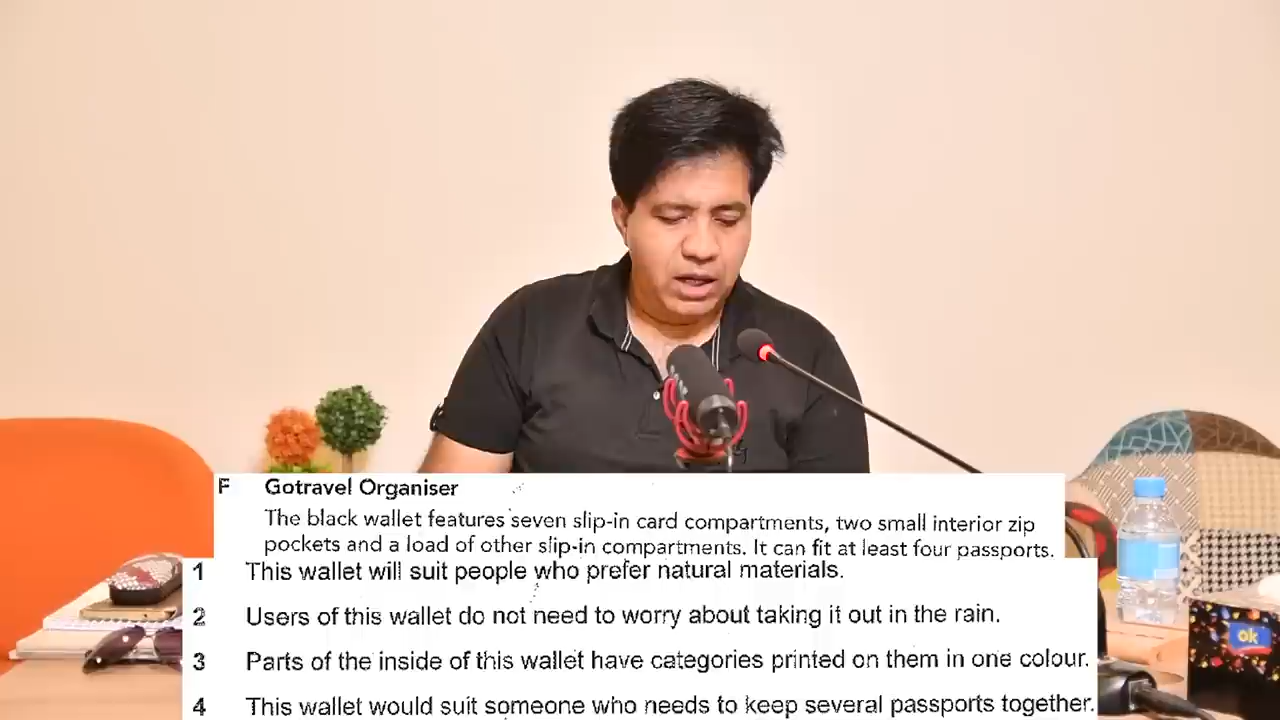 F Gotravel Organiser
The black wallet features seven slip-in card compartments, two small interior zip
pockets and a load of other slip-in compartments. It can fit at least four passports.
1 This wallet will suit people who prefer natural materials.
2 Users of this wallet do not need to worry about taking it out in the rain.
3 Parts of the inside of this wallet have categories printed on them in one colour.
4 This wallet would suit someone who needs to keep several passports together.
ok